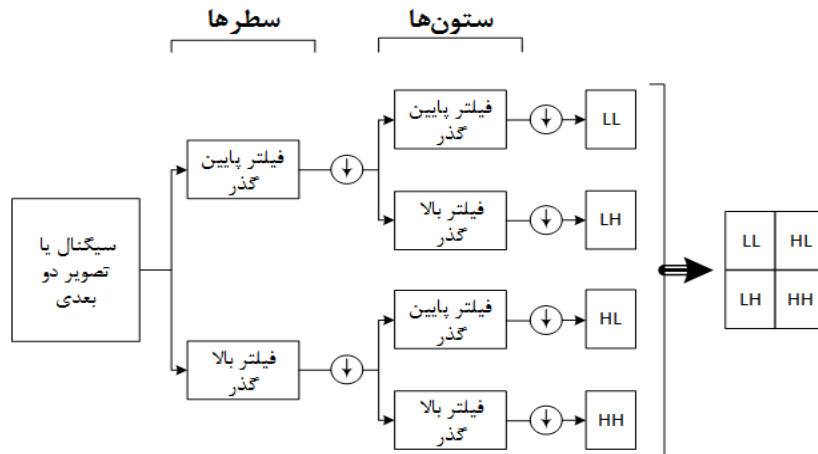 سطرها
ستون‌ها
فیلتر پایین
گذر
LL
فیلتر پایین
گذر
فیلتر بالا
گذر
LH
سیگنال یا
تصویر دو
بعدی
LL HL
LH HH
فیلتر پایین
گذر
HL
فیلتر بالا
گذر
فیلتر بالا
گذر
HH